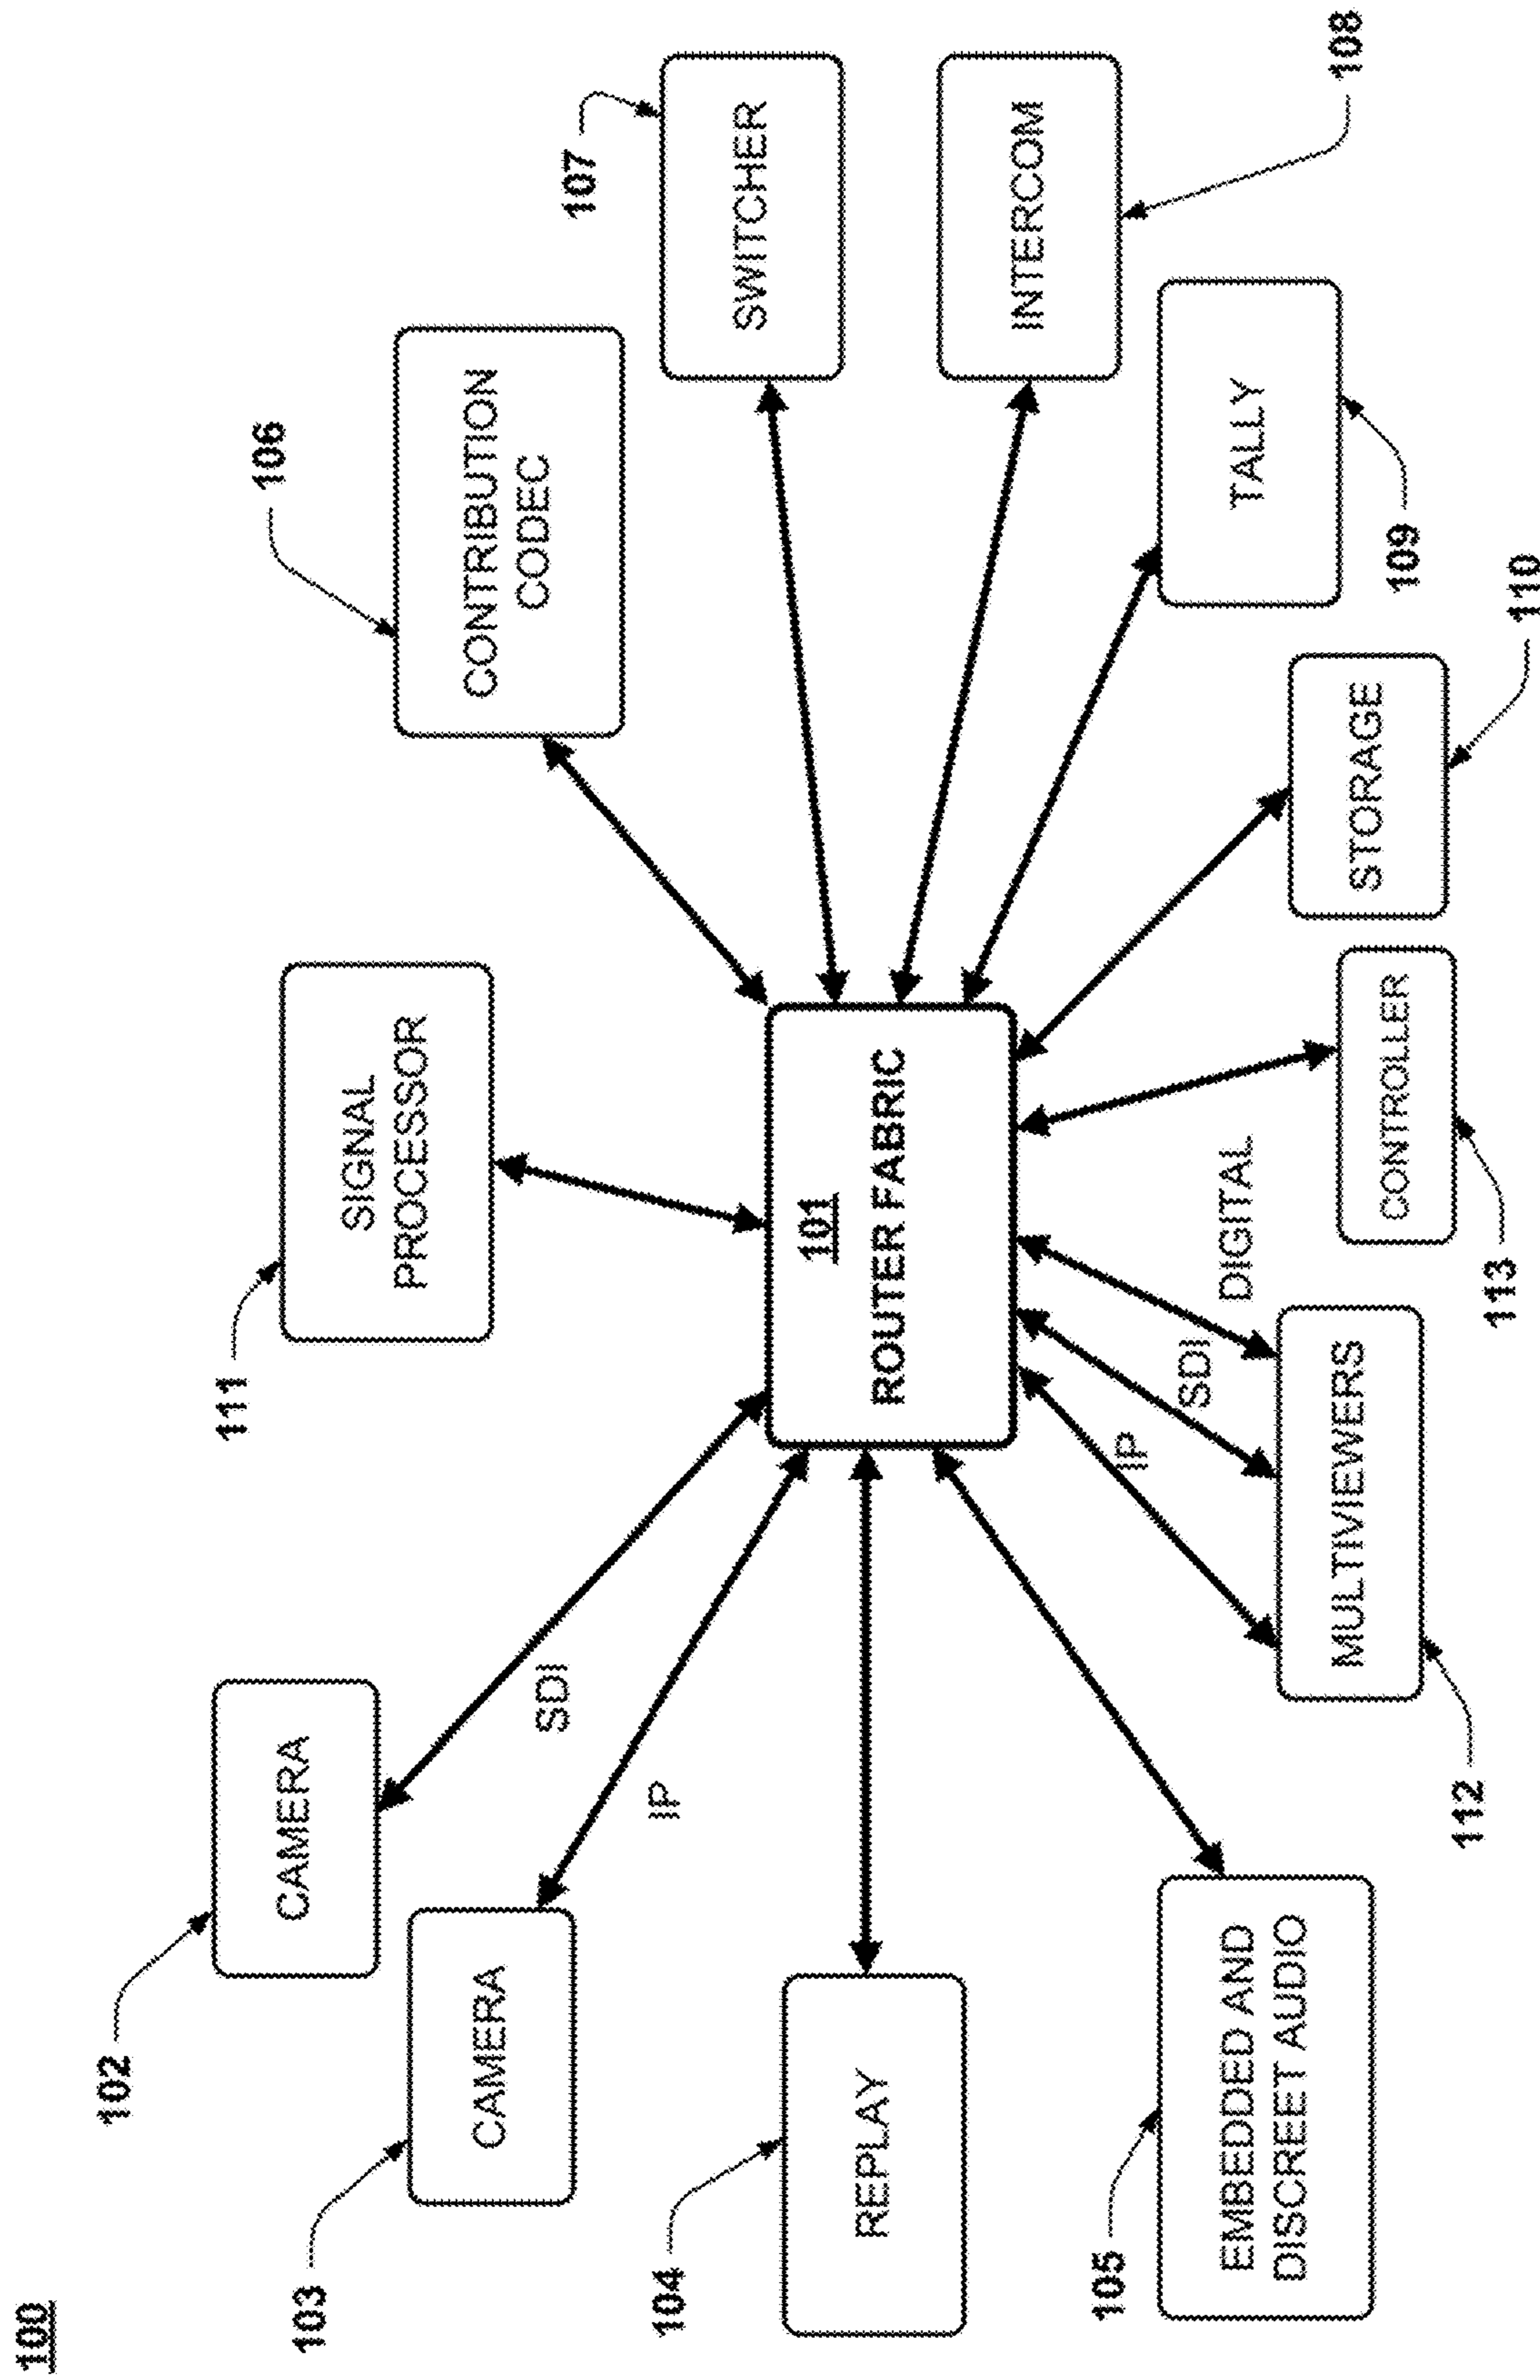 100
102
CAMERA
103
CAMERA
SDI
IP
104
REPLAY
105
EMBEDDED AND
DISCREET AUDIO
111
SIGNAL
PROCESSOR
101
ROUTER FABRIC
106
CONTRIBUTION
CODEC
107
SWITCHER
INTERCOM
108
TALLY
109
STORAGE
110
CONTROLLER
113
DIGITAL
SDI
IP
MULTIVIEWERS
112